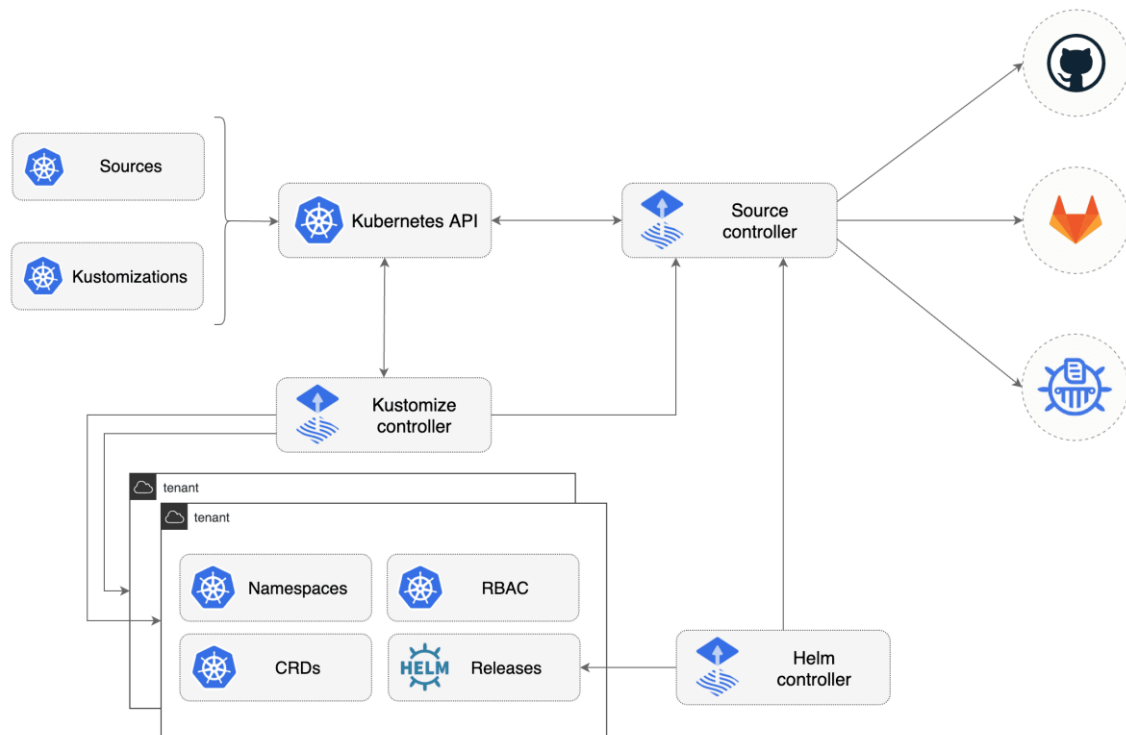 Sources
Kustomizations
Kubernetes API
Source
controller
Kustomize
controller
tenant
tenant
Namespaces
RBAC
CRDs
HELM
Releases
Helm
controller